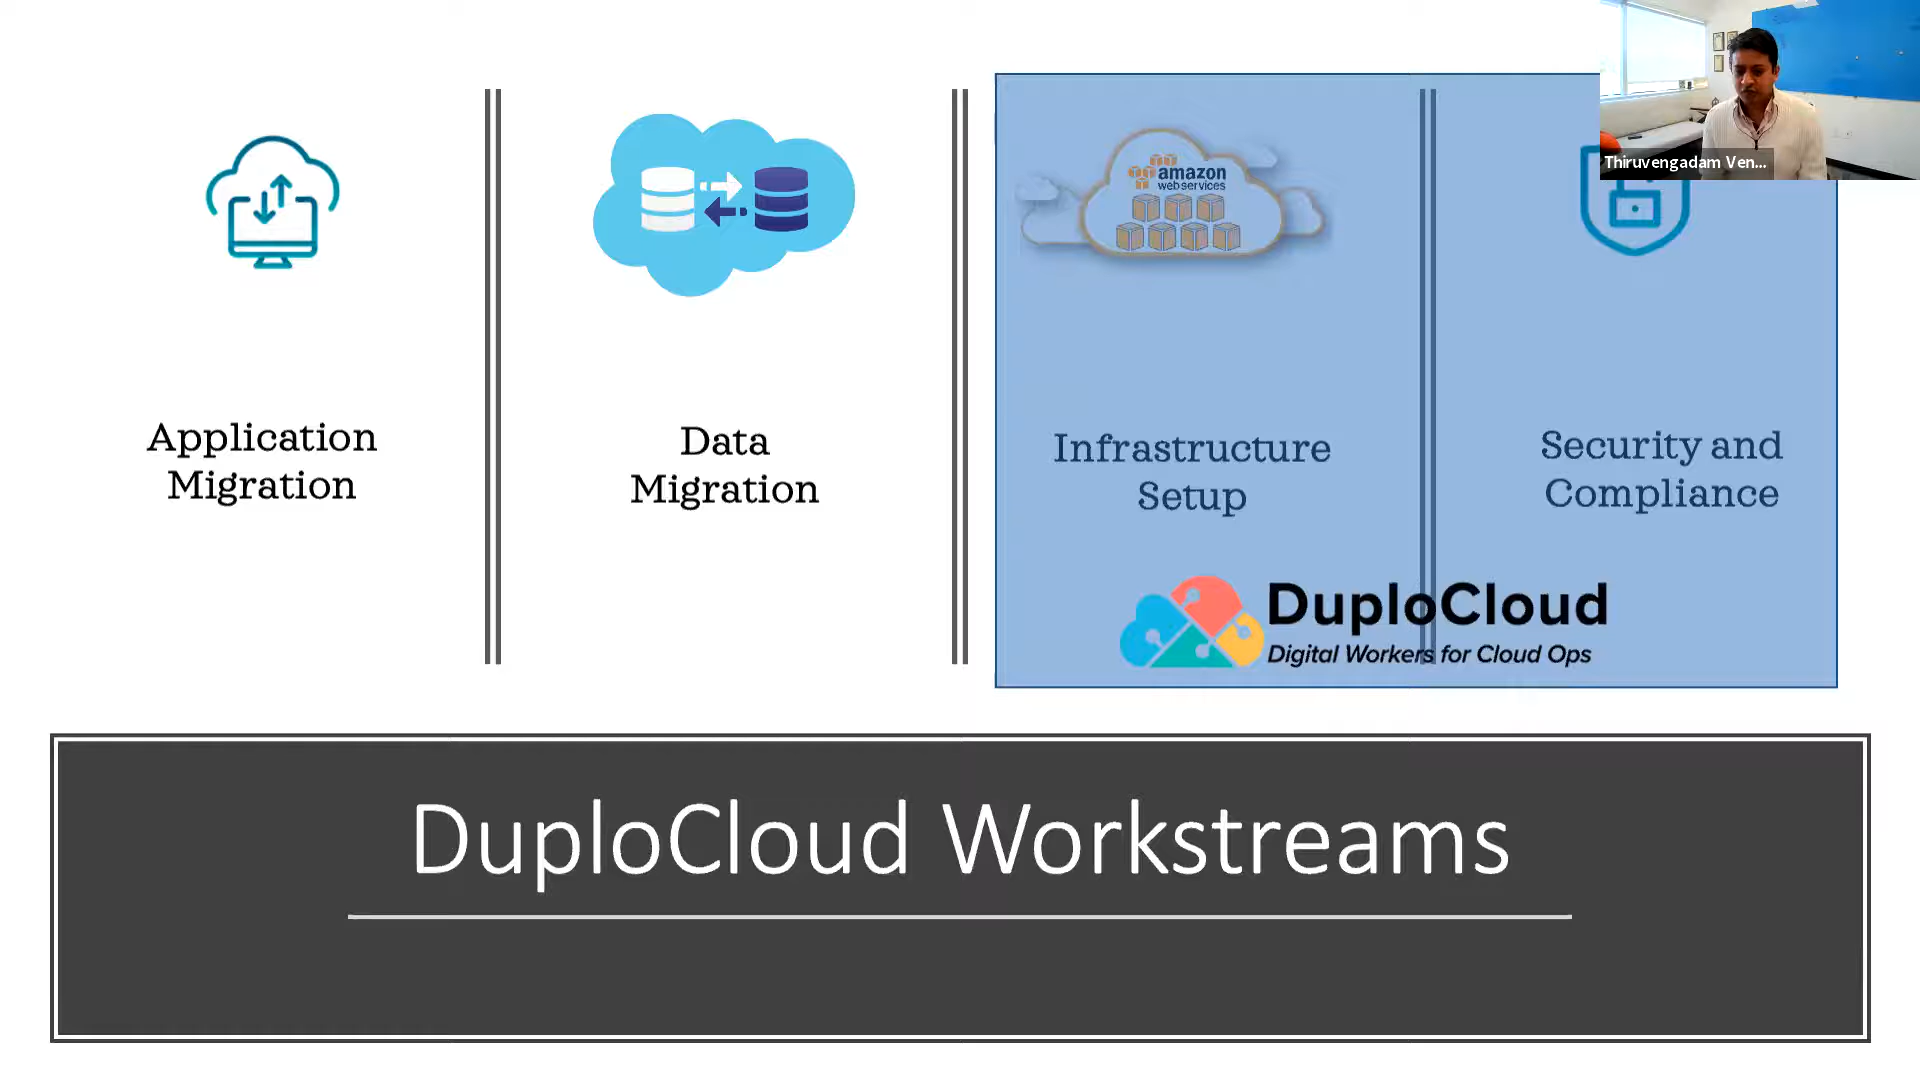 Thiruvengadam Ven...
amazon
webservices
Application
Migration
Data
Migration
Infrastructure
Setup
Security and
Compliance
DuploCloud
Digital Workers for Cloud Ops
DuploCloud Workstreams